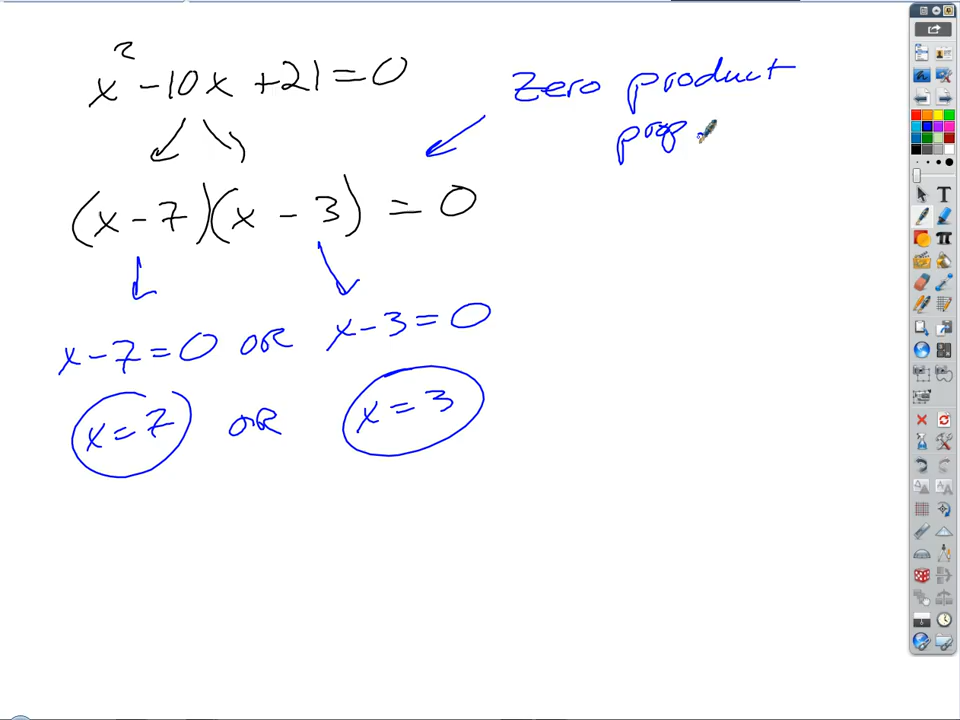 x² - 10x + 21 = 0
Zero product
prop
(x - 7)(x - 3) = 0
x - 7 = 0 OR x - 3 = 0
x = 7 OR x = 3